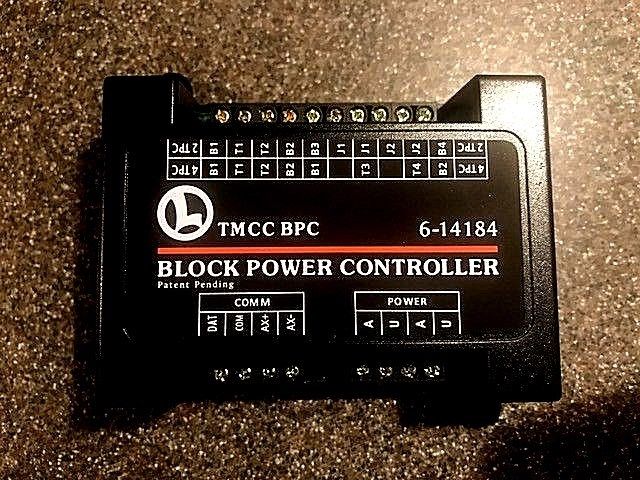 2TPC B1 T1 T2 B2 B3 J1 J1 J2 J2 B4 2TPC
4TPC B1 T1 T2 B2 B1 T3 T4 B2 4TPC
L TMCC BPC 6-14184
BLOCK POWER CONTROLLER
Patent Pending
COMM POWER
DAT COM AX+ AX- A U A U